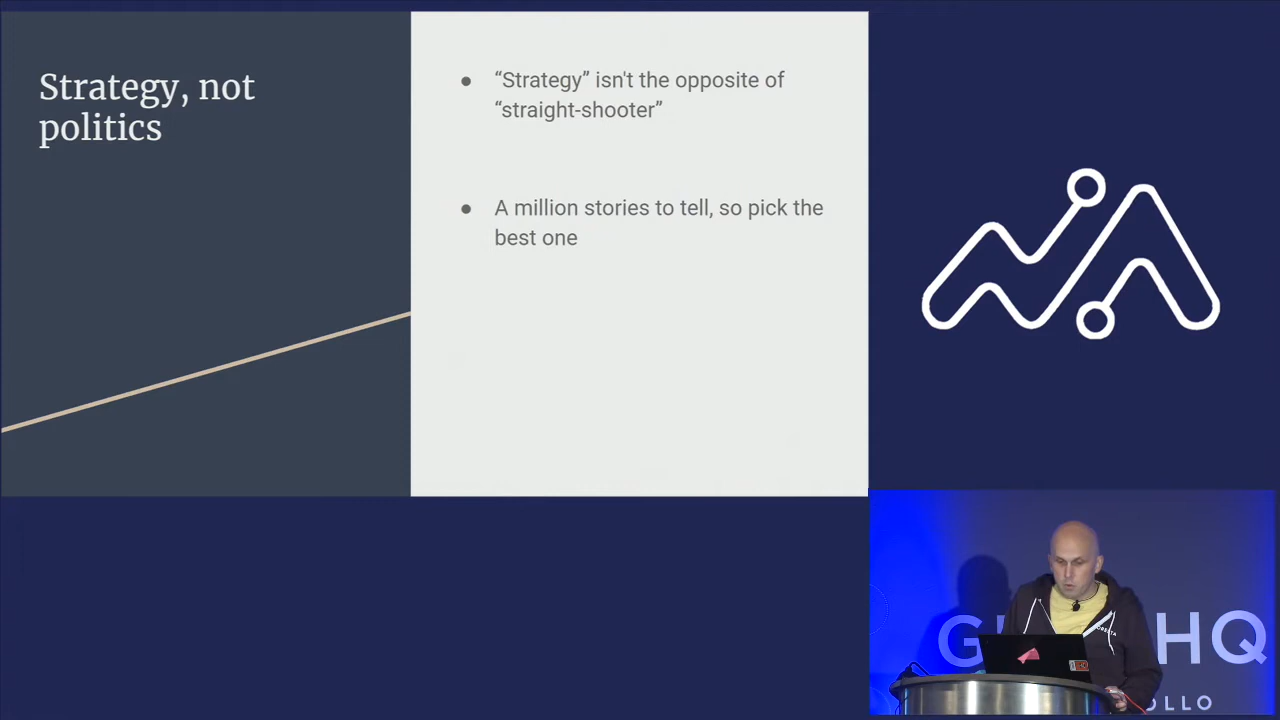 Strategy, not
politics
● “Strategy” isn't the opposite of
“straight-shooter”
● A million stories to tell, so pick the
best one
HQ